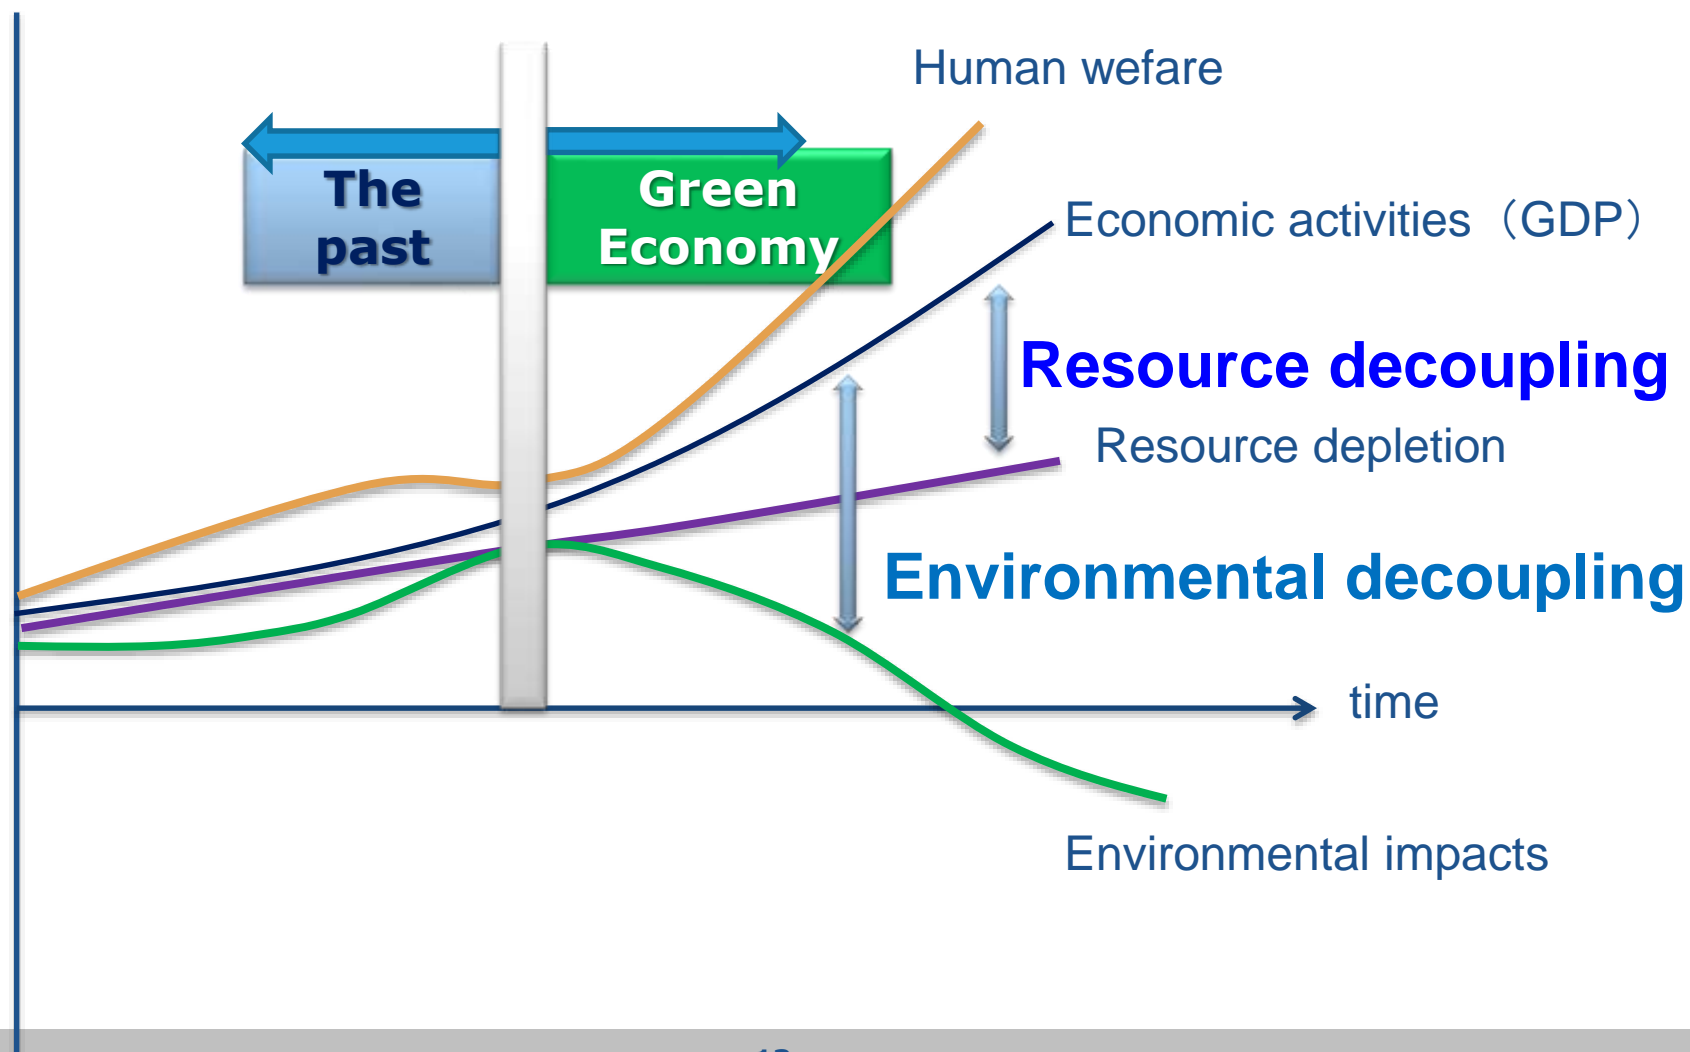 Human wefare
The
past
Green
Economy
Economic activities（GDP）
Resource decoupling
Resource depletion
Environmental decoupling
time
Environmental impacts